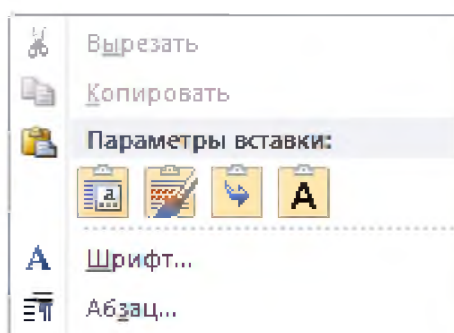 Вырезать
Копировать
Параметры вставки:
Шрифт...
Абзац...